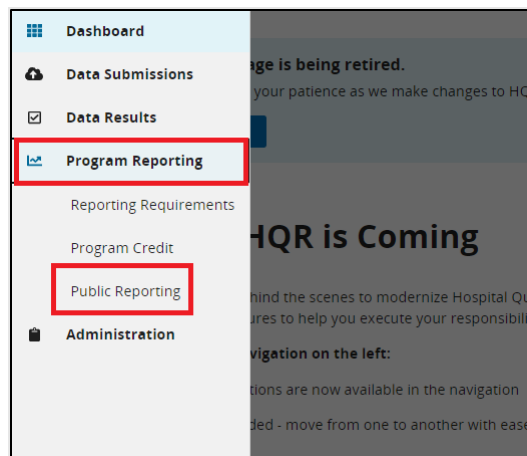 Dashboard
Data Submissions
Data Results
Program Reporting
Reporting Requirements
Program Credit
Public Reporting
Administration
age is being retired.
your patience as we make changes to HQ
HQR is Coming
hind the scenes to modernize Hospital Qu
ures to help you execute your responsibili
vigation on the left:
tions are now available in the navigation
ded - move from one to another with ease